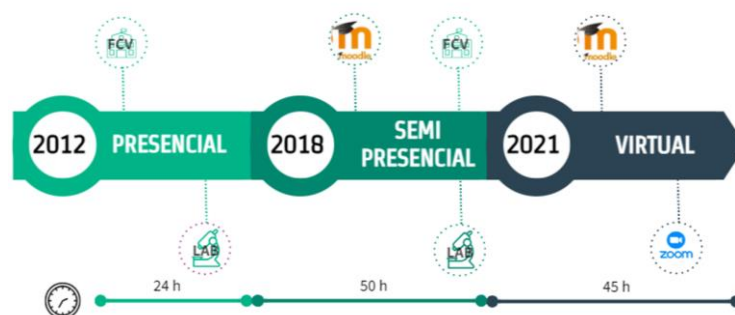 FCV
moodle
FCV
moodle
2012
PRESENCIAL
2018
SEMI
PRESENCIAL
2021
VIRTUAL
LAB
LAB
zoom
24 h
50 h
45 h